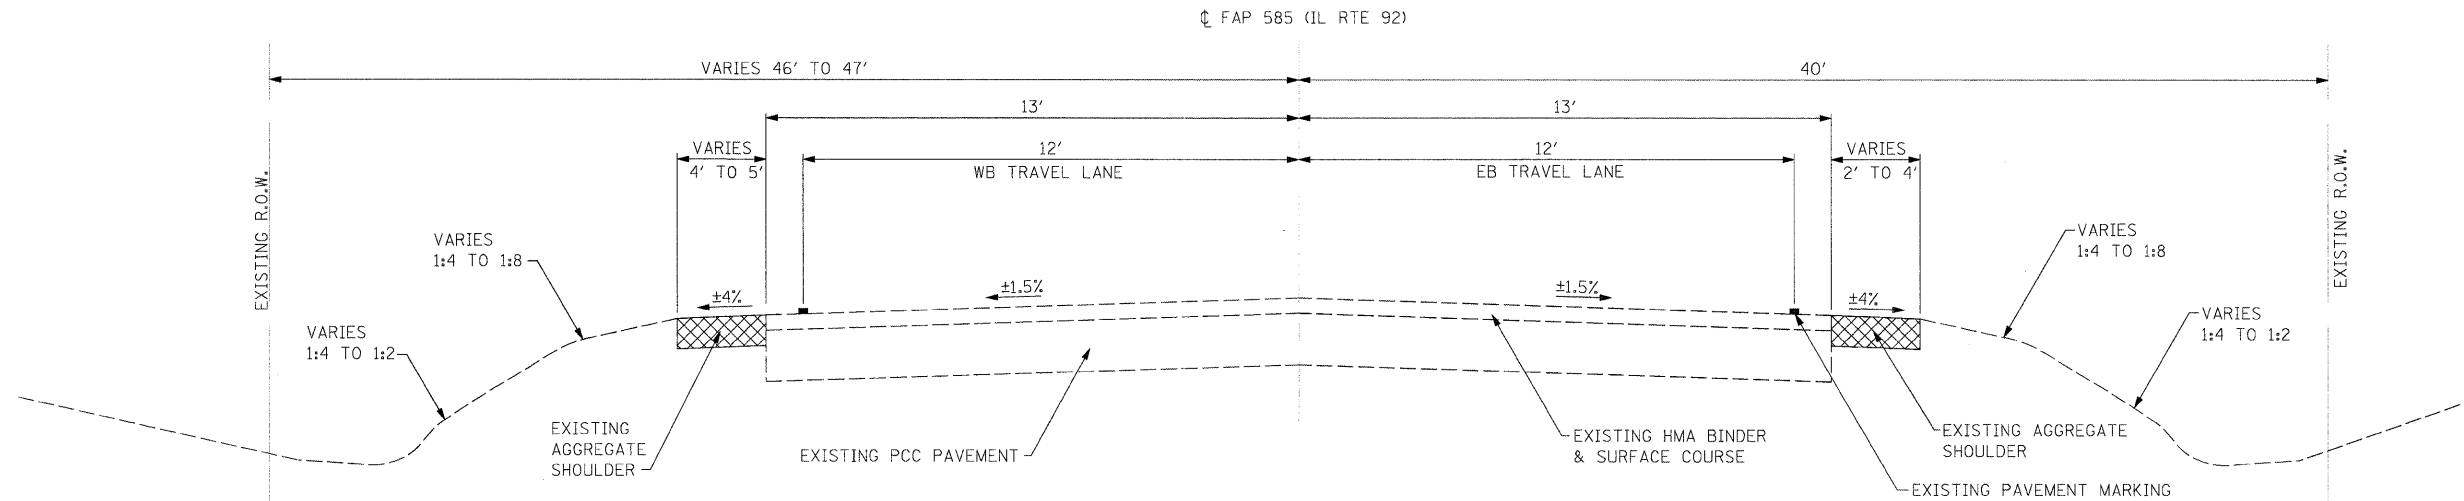 ℄ FAP 585 (IL RTE 92)
VARIES 46' TO 47'
40'
13'
13'
VARIES
4' TO 5'
12'
WB TRAVEL LANE
12'
EB TRAVEL LANE
VARIES
2' TO 4'
EXISTING R.O.W.
EXISTING R.O.W.
VARIES
1:4 TO 1:8
VARIES
1:4 TO 1:8
±4%
±1.5%
±1.5%
±4%
VARIES
1:4 TO 1:2
VARIES
1:4 TO 1:2
EXISTING
AGGREGATE
SHOULDER
EXISTING PCC PAVEMENT
EXISTING HMA BINDER
& SURFACE COURSE
EXISTING AGGREGATE
SHOULDER
EXISTING PAVEMENT MARKING